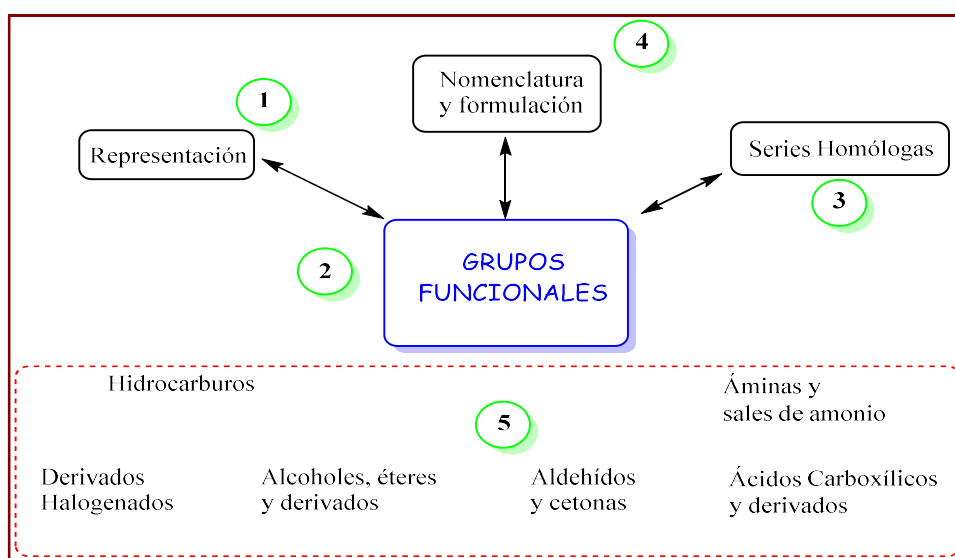 4
Nomenclatura
y formulación
1
Representación
Series Homólogas
3
2
GRUPOS
FUNCIONALES
Hidrocarburos
Áminas y
sales de amonio
5
Derivados
Halogenados
Alcoholes, éteres
y derivados
Aldehídos
y cetonas
Ácidos Carboxílicos
y derivados